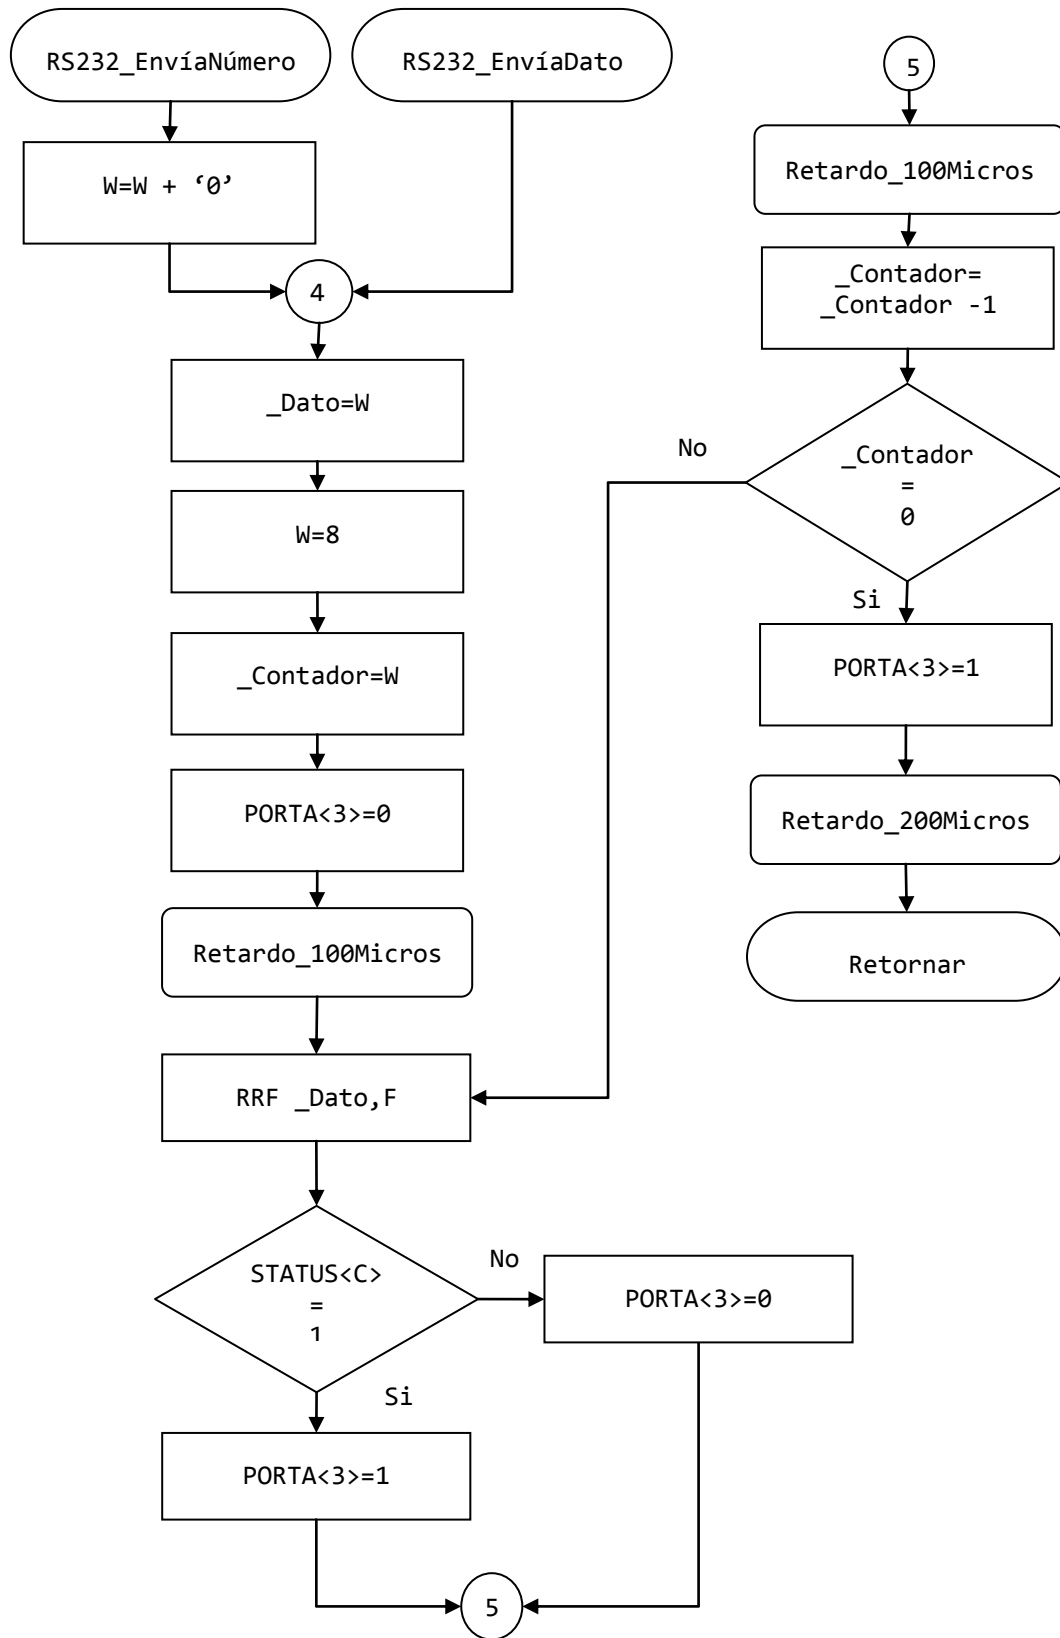 RS232_EnvíaNúmero
RS232_EnvíaDato
W=W + ‘0’
4
_Dato=W
W=8
_Contador=W
PORTA<3>=0
Retardo_100Micros
RRF _Dato,F
STATUS<C>
=
1
No
PORTA<3>=0
Si
PORTA<3>=1
5
5
Retardo_100Micros
_Contador=
_Contador -1
_Contador
=
0
No
Si
PORTA<3>=1
Retardo_200Micros
Retornar